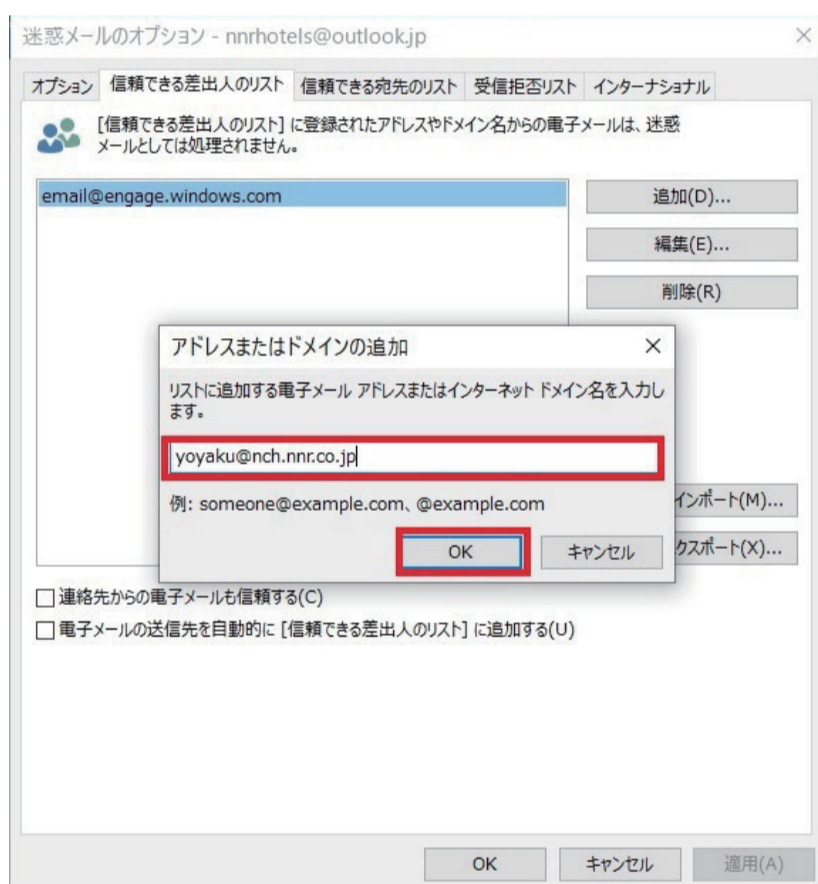 迷惑メールのオプション - nnrhotels@outlook.jp
オプション 信頼できる差出人のリスト 信頼できる宛先のリスト 受信拒否リスト インターナショナル
[信頼できる差出人のリスト] に登録されたアドレスやドメイン名からの電子メールは、迷惑
メールとしては処理されません。
email@engage.windows.com
追加(D)...
編集(E)...
削除(R)
アドレスまたはドメインの追加
リストに追加する電子メール アドレスまたはインターネット ドメイン名を入力し
ます。
yoyaku@nch.nnr.co.jp
例: someone@example.com、@example.com
OK キャンセル
インポート(M)...
クスポート(X)...
連絡先からの電子メールも信頼する(C)
電子メールの送信先を自動的に [信頼できる差出人のリスト] に追加する(U)
OK キャンセル 適用(A)